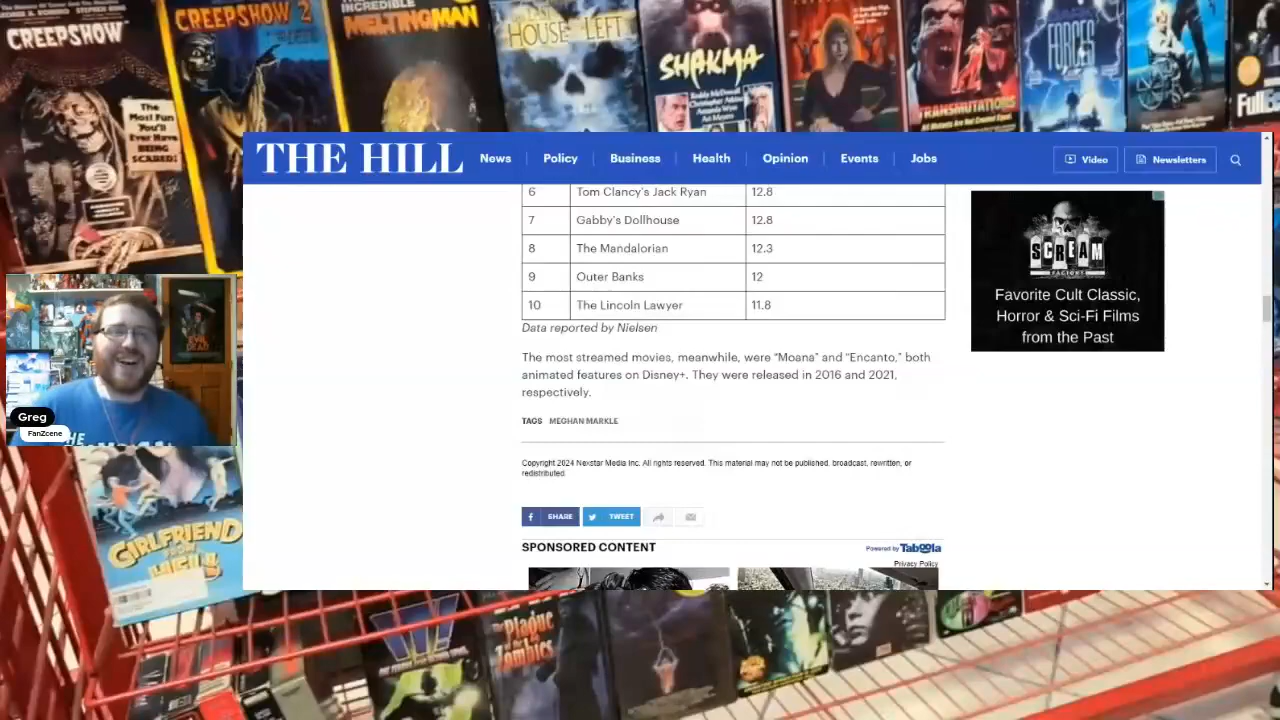 CREEPSHOW
The
Most Fun
You'll
Ever Have
BEING
SCARED!
CREEPSHOW 2
INCREDIBLE
MELTING MAN
HOUSE
LEFT
SHAKMA
TRANSMUTATIONS
FORCES
Full
THE HILL
News
Policy
Business
Health
Opinion
Events
Jobs
Video
Newsletters
6 Tom Clancy's Jack Ryan 12.8
7 Gabby's Dollhouse 12.8
8 The Mandalorian 12.3
9 Outer Banks 12
10 The Lincoln Lawyer 11.8
Data reported by Nielsen
The most streamed movies, meanwhile, were “Moana” and “Encanto,” both
animated features on Disney+. They were released in 2016 and 2021,
respectively.
TAGS MEGHAN MARKLE
Copyright 2024 Nexstar Media Inc. All rights reserved. This material may not be published, broadcast, rewritten, or
redistributed.
SHARE
TWEET
SPONSORED CONTENT
Powered by Taboola
Privacy Policy
SCREAM
FACTORY
Favorite Cult Classic,
Horror & Sci-Fi Films
from the Past
EVIL
DEAD
Greg
FanZcene
THE
GIRLFRIEND
FROM
HELL
The
Plague
of the
Zombies